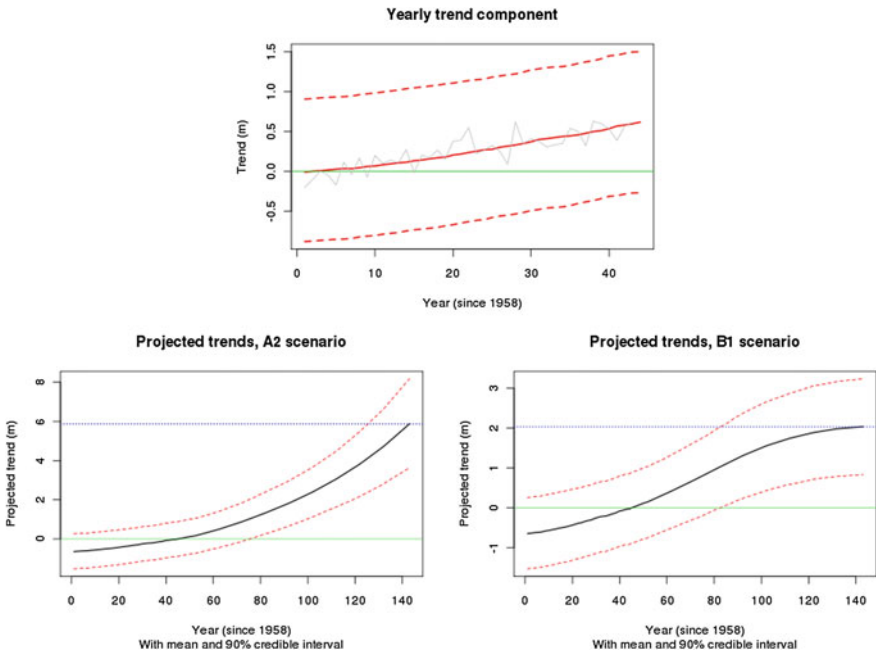 Yearly trend component
Trend (m)
1.5
1.0
0.5
0.0
-0.5
0 10 20 30 40
Year (since 1958)
Projected trends, A2 scenario
Projected trend (m)
8
6
4
2
0
0 20 40 60 80 100 120 140
Year (since 1958)
With mean and 90% credible interval
Projected trends, B1 scenario
Projected trend (m)
3
2
1
0
-1
0 20 40 60 80 100 120 140
Year (since 1958)
With mean and 90% credible interval